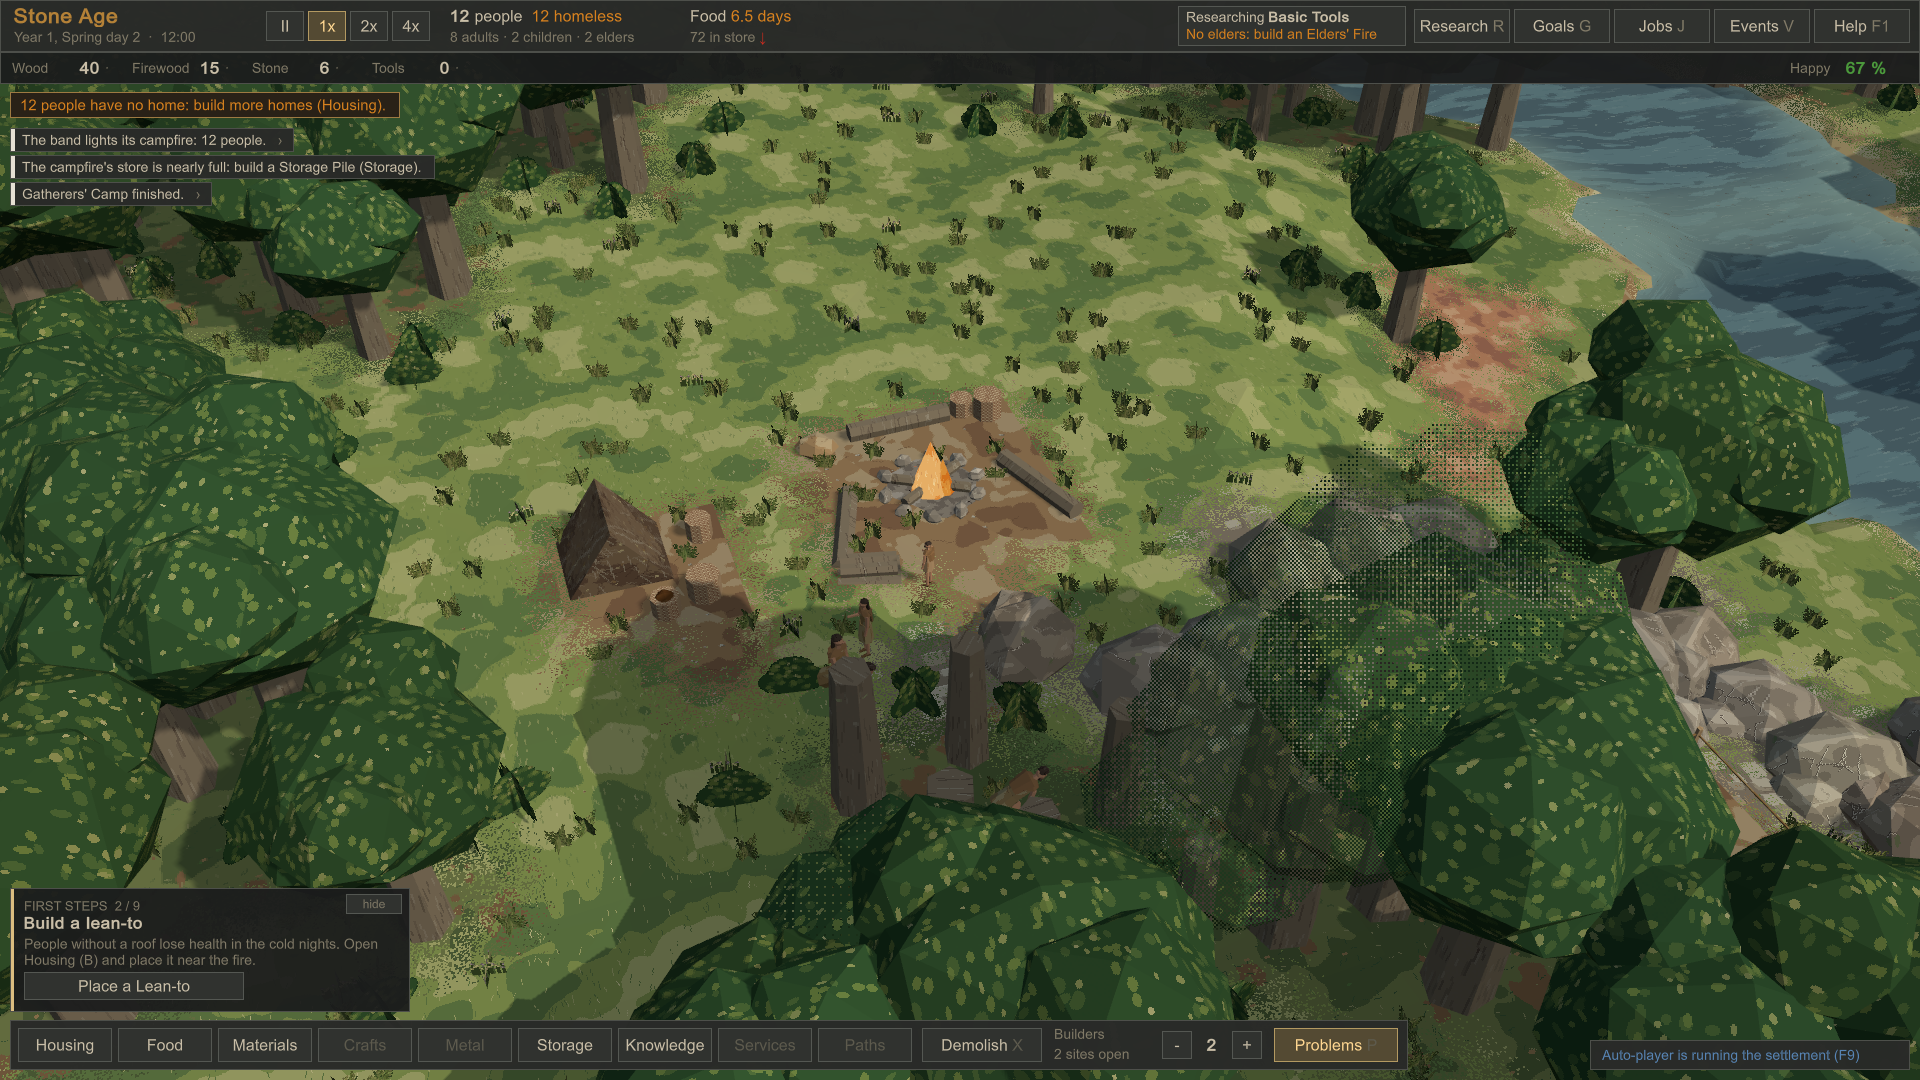 Stone Age
Year 1, Spring day 2 · 12:00
II 1x 2x 4x
12 people 12 homeless
8 adults · 2 children · 2 elders
Food 6.5 days
72 in store ↓
Researching Basic Tools
No elders: build an Elders' Fire
Research R
Goals G
Jobs J
Events V
Help F1
Wood 40 · Firewood 15 · Stone 6 · Tools 0 ·
Happy 67 %
12 people have no home: build more homes (Housing).
The band lights its campfire: 12 people. ›
The campfire's store is nearly full: build a Storage Pile (Storage).
Gatherers' Camp finished. ›
FIRST STEPS 2 / 9
hide
Build a lean-to
People without a roof lose health in the cold nights. Open
Housing (B) and place it near the fire.
Place a Lean-to
Housing
Food
Materials
Crafts
Metal
Storage
Knowledge
Services
Paths
Demolish X
Builders
2 sites open
- 2 +
Problems P
Auto-player is running the settlement (F9)